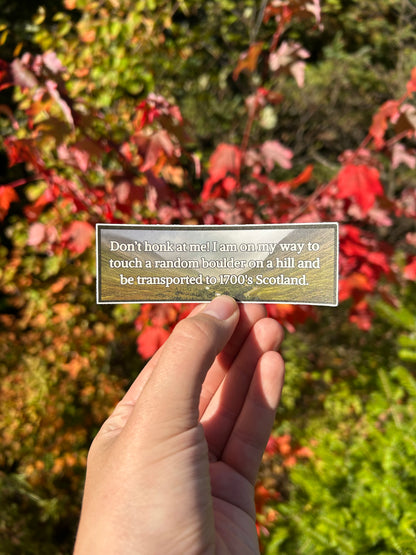 Don't honk at me! I am on my way to
touch a random boulder on a hill and
be transported to 1700's Scotland.